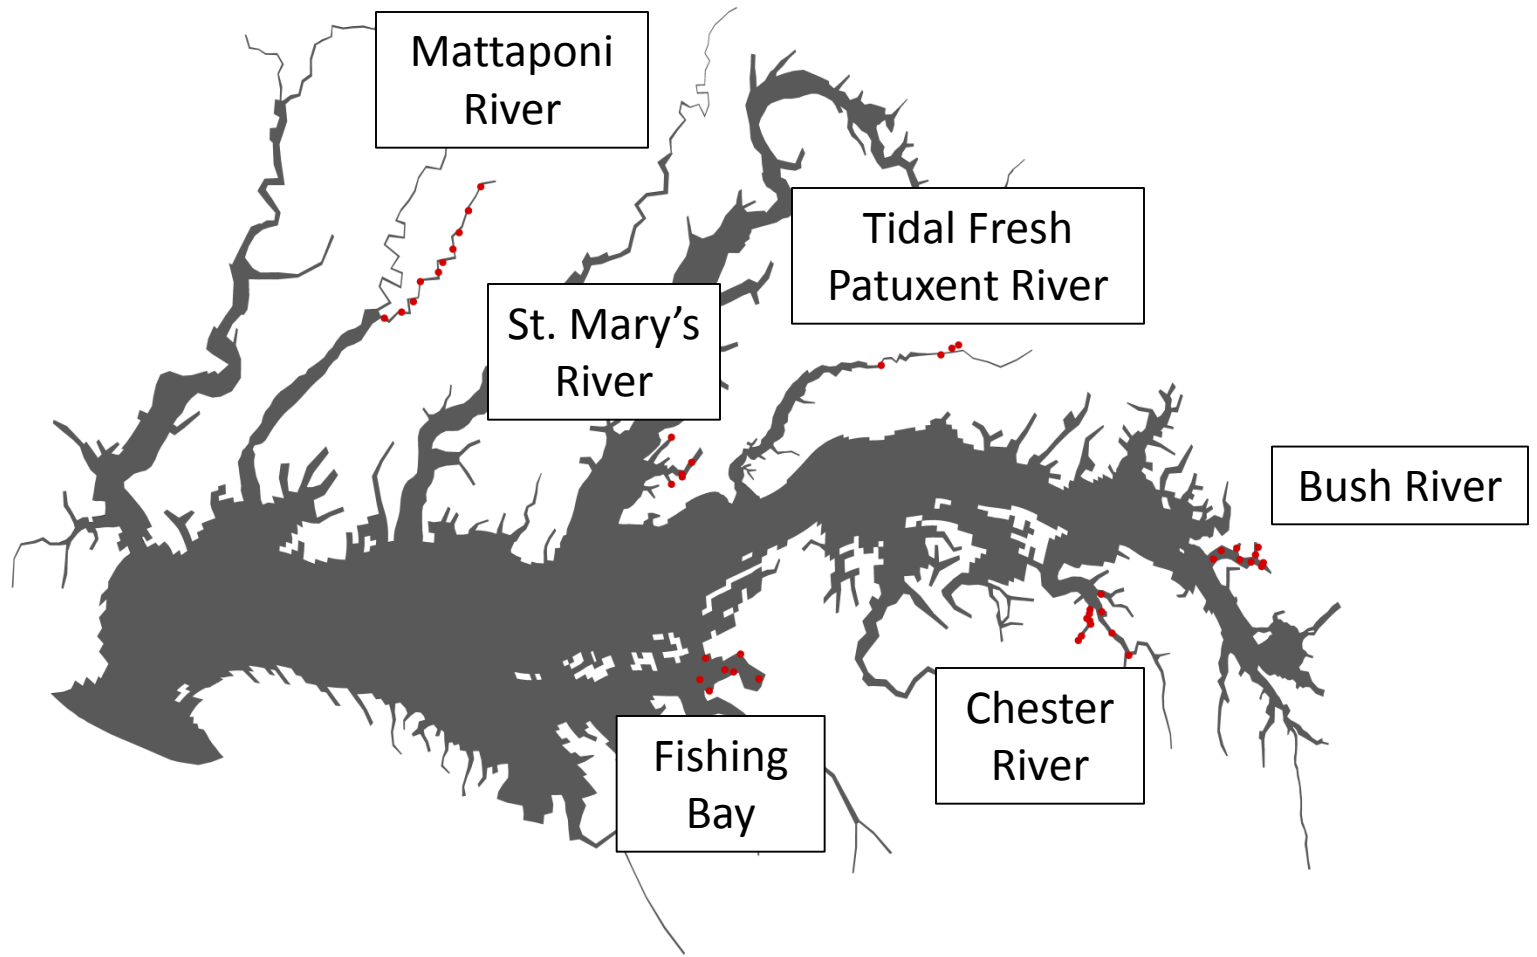 Mattaponi
River
Tidal Fresh
Patuxent River
St. Mary’s
River
Bush River
Chester
River
Fishing
Bay